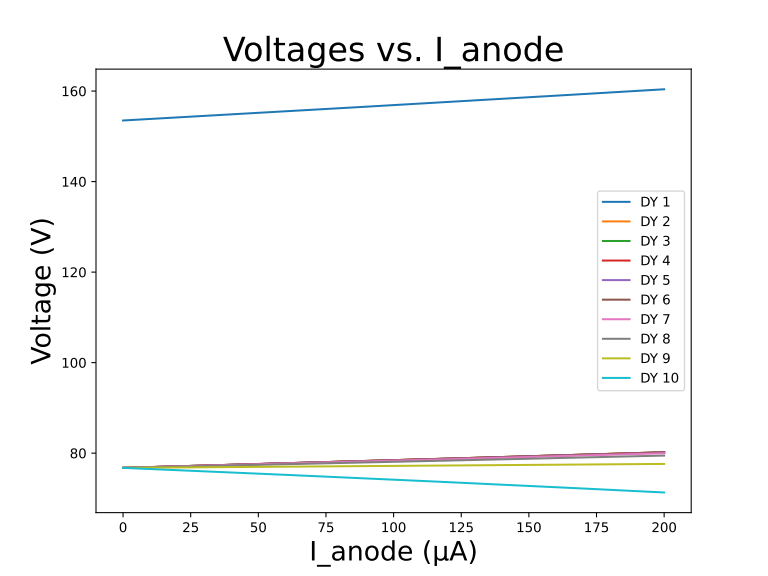 Voltages vs. I_anode
Voltage (V)
160
140
120
100
80
DY 1
DY 2
DY 3
DY 4
DY 5
DY 6
DY 7
DY 8
DY 9
DY 10
0 25 50 75 100 125 150 175 200
I_anode (µA)